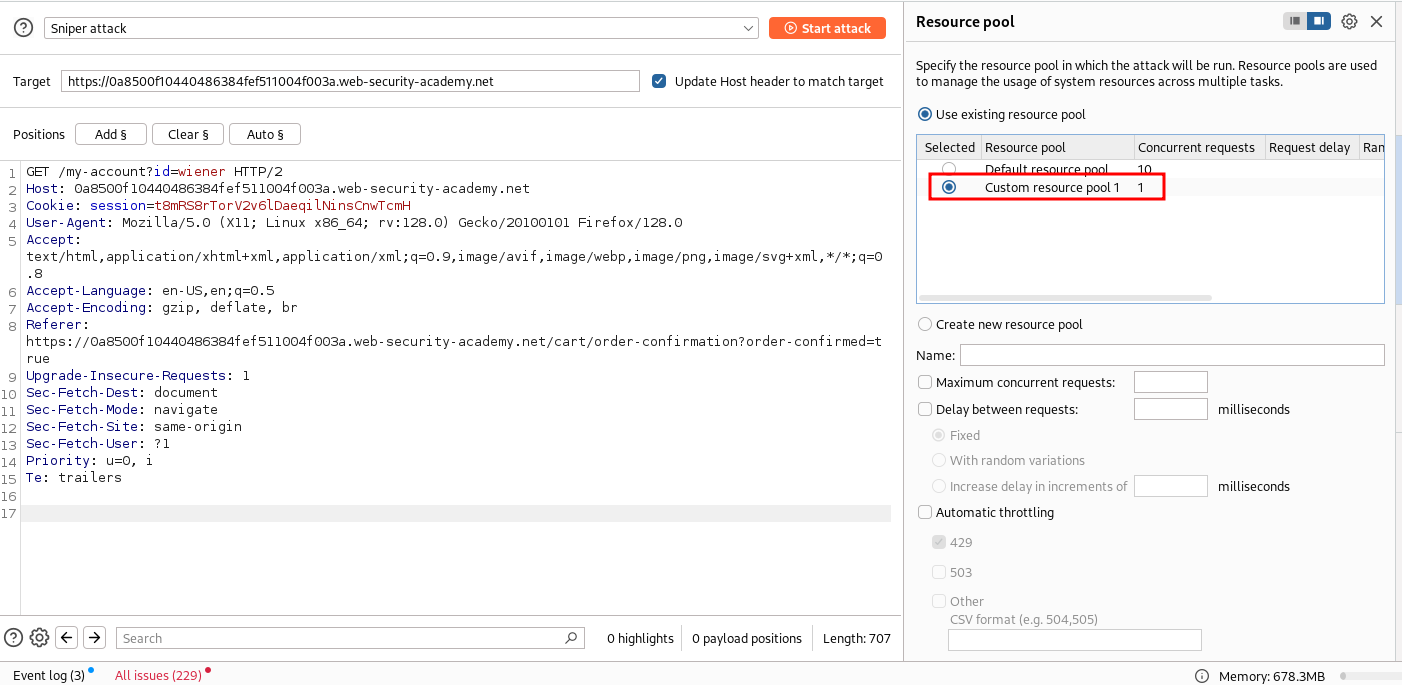 Sniper attack
Start attack
Target https://0a8500f10440486384fef511004f003a.web-security-academy.net Update Host header to match target
Positions Add § Clear § Auto §
1 GET /my-account?id=wiener HTTP/2
2 Host: 0a8500f10440486384fef511004f003a.web-security-academy.net
3 Cookie: session=t8mRS8rTorV2v6lDaeqilNinsCnwTcmH
4 User-Agent: Mozilla/5.0 (X11; Linux x86_64; rv:128.0) Gecko/20100101 Firefox/128.0
5 Accept:
text/html,application/xhtml+xml,application/xml;q=0.9,image/avif,image/webp,image/png,image/svg+xml,*/*;q=0
.8
6 Accept-Language: en-US,en;q=0.5
7 Accept-Encoding: gzip, deflate, br
8 Referer:
https://0a8500f10440486384fef511004f003a.web-security-academy.net/cart/order-confirmation?order-confirmed=t
rue
9 Upgrade-Insecure-Requests: 1
10 Sec-Fetch-Dest: document
11 Sec-Fetch-Mode: navigate
12 Sec-Fetch-Site: same-origin
13 Sec-Fetch-User: ?1
14 Priority: u=0, i
15 Te: trailers
16
17
Search
0 highlights 0 payload positions Length: 707
Resource pool
Specify the resource pool in which the attack will be run. Resource pools are used
to manage the usage of system resources across multiple tasks.
Use existing resource pool
Selected Resource pool Concurrent requests Request delay Ran
Default resource pool 10
Custom resource pool 1 1
Create new resource pool
Name:
Maximum concurrent requests:
Delay between requests: milliseconds
Fixed
With random variations
Increase delay in increments of milliseconds
Automatic throttling
429
503
Other
CSV format (e.g. 504,505)
Event log (3) All issues (229) Memory: 678.3MB